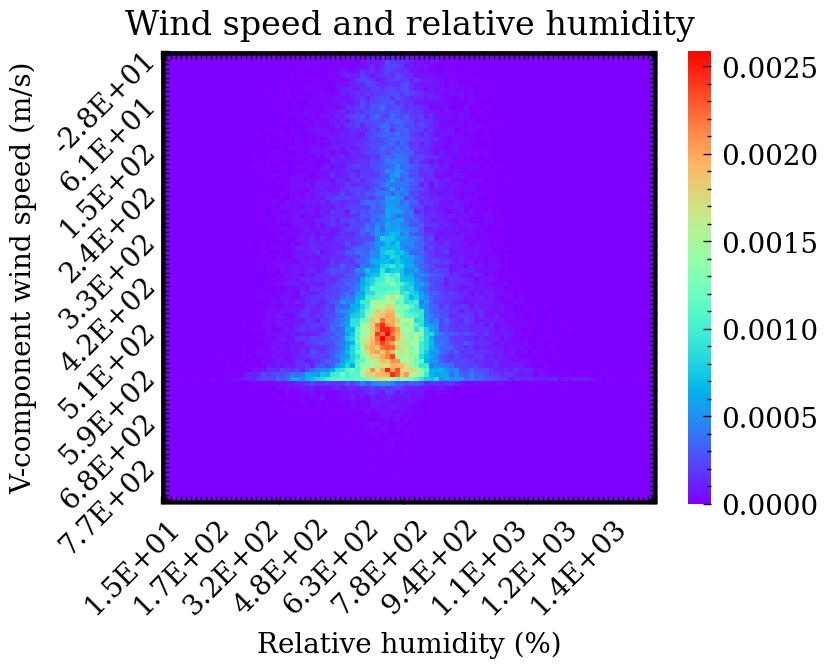 Wind speed and relative humidity
V-component wind speed (m/s)
-2.8E+01
6.1E+01
1.5E+02
2.4E+02
3.3E+02
4.2E+02
5.1E+02
5.9E+02
6.8E+02
7.7E+02
1.5E+01
1.7E+02
3.2E+02
4.8E+02
6.3E+02
7.8E+02
9.4E+02
1.1E+03
1.2E+03
1.4E+03
Relative humidity (%)
0.0025
0.0020
0.0015
0.0010
0.0005
0.0000